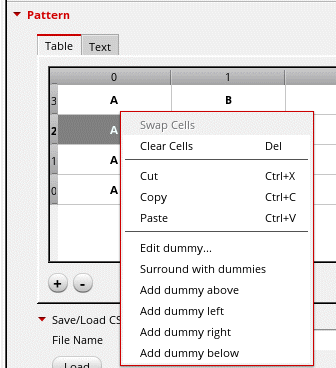 Pattern
Table Text
0 1
3 A B
2 A
1 A
0 A
Swap Cells
Clear Cells Del
Cut Ctrl+X
Copy Ctrl+C
Paste Ctrl+V
Edit dummy...
Surround with dummies
Add dummy above
Add dummy left
Add dummy right
Add dummy below
+ -
Save/Load CS
File Name
Load